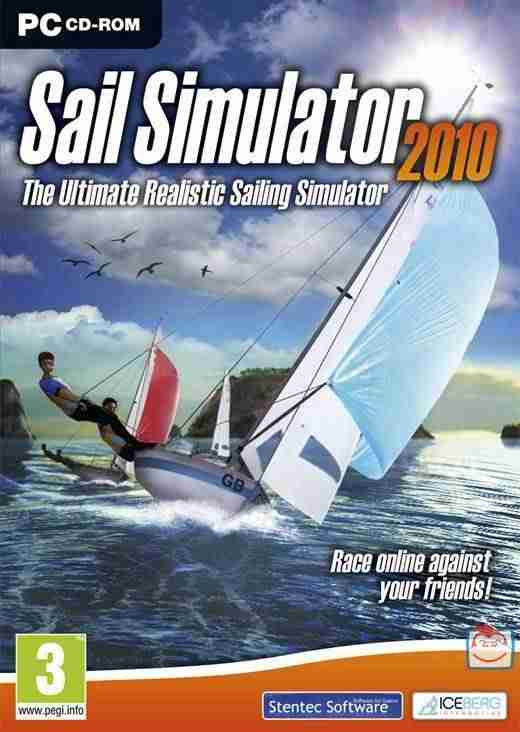 PC CD-ROM
Sail Simulator
2010
The Ultimate Realistic Sailing Simulator
GB
Race online against
your friends!
3
www.pegi.info
Stentec Software
ICEBERG
INTERACTIVE